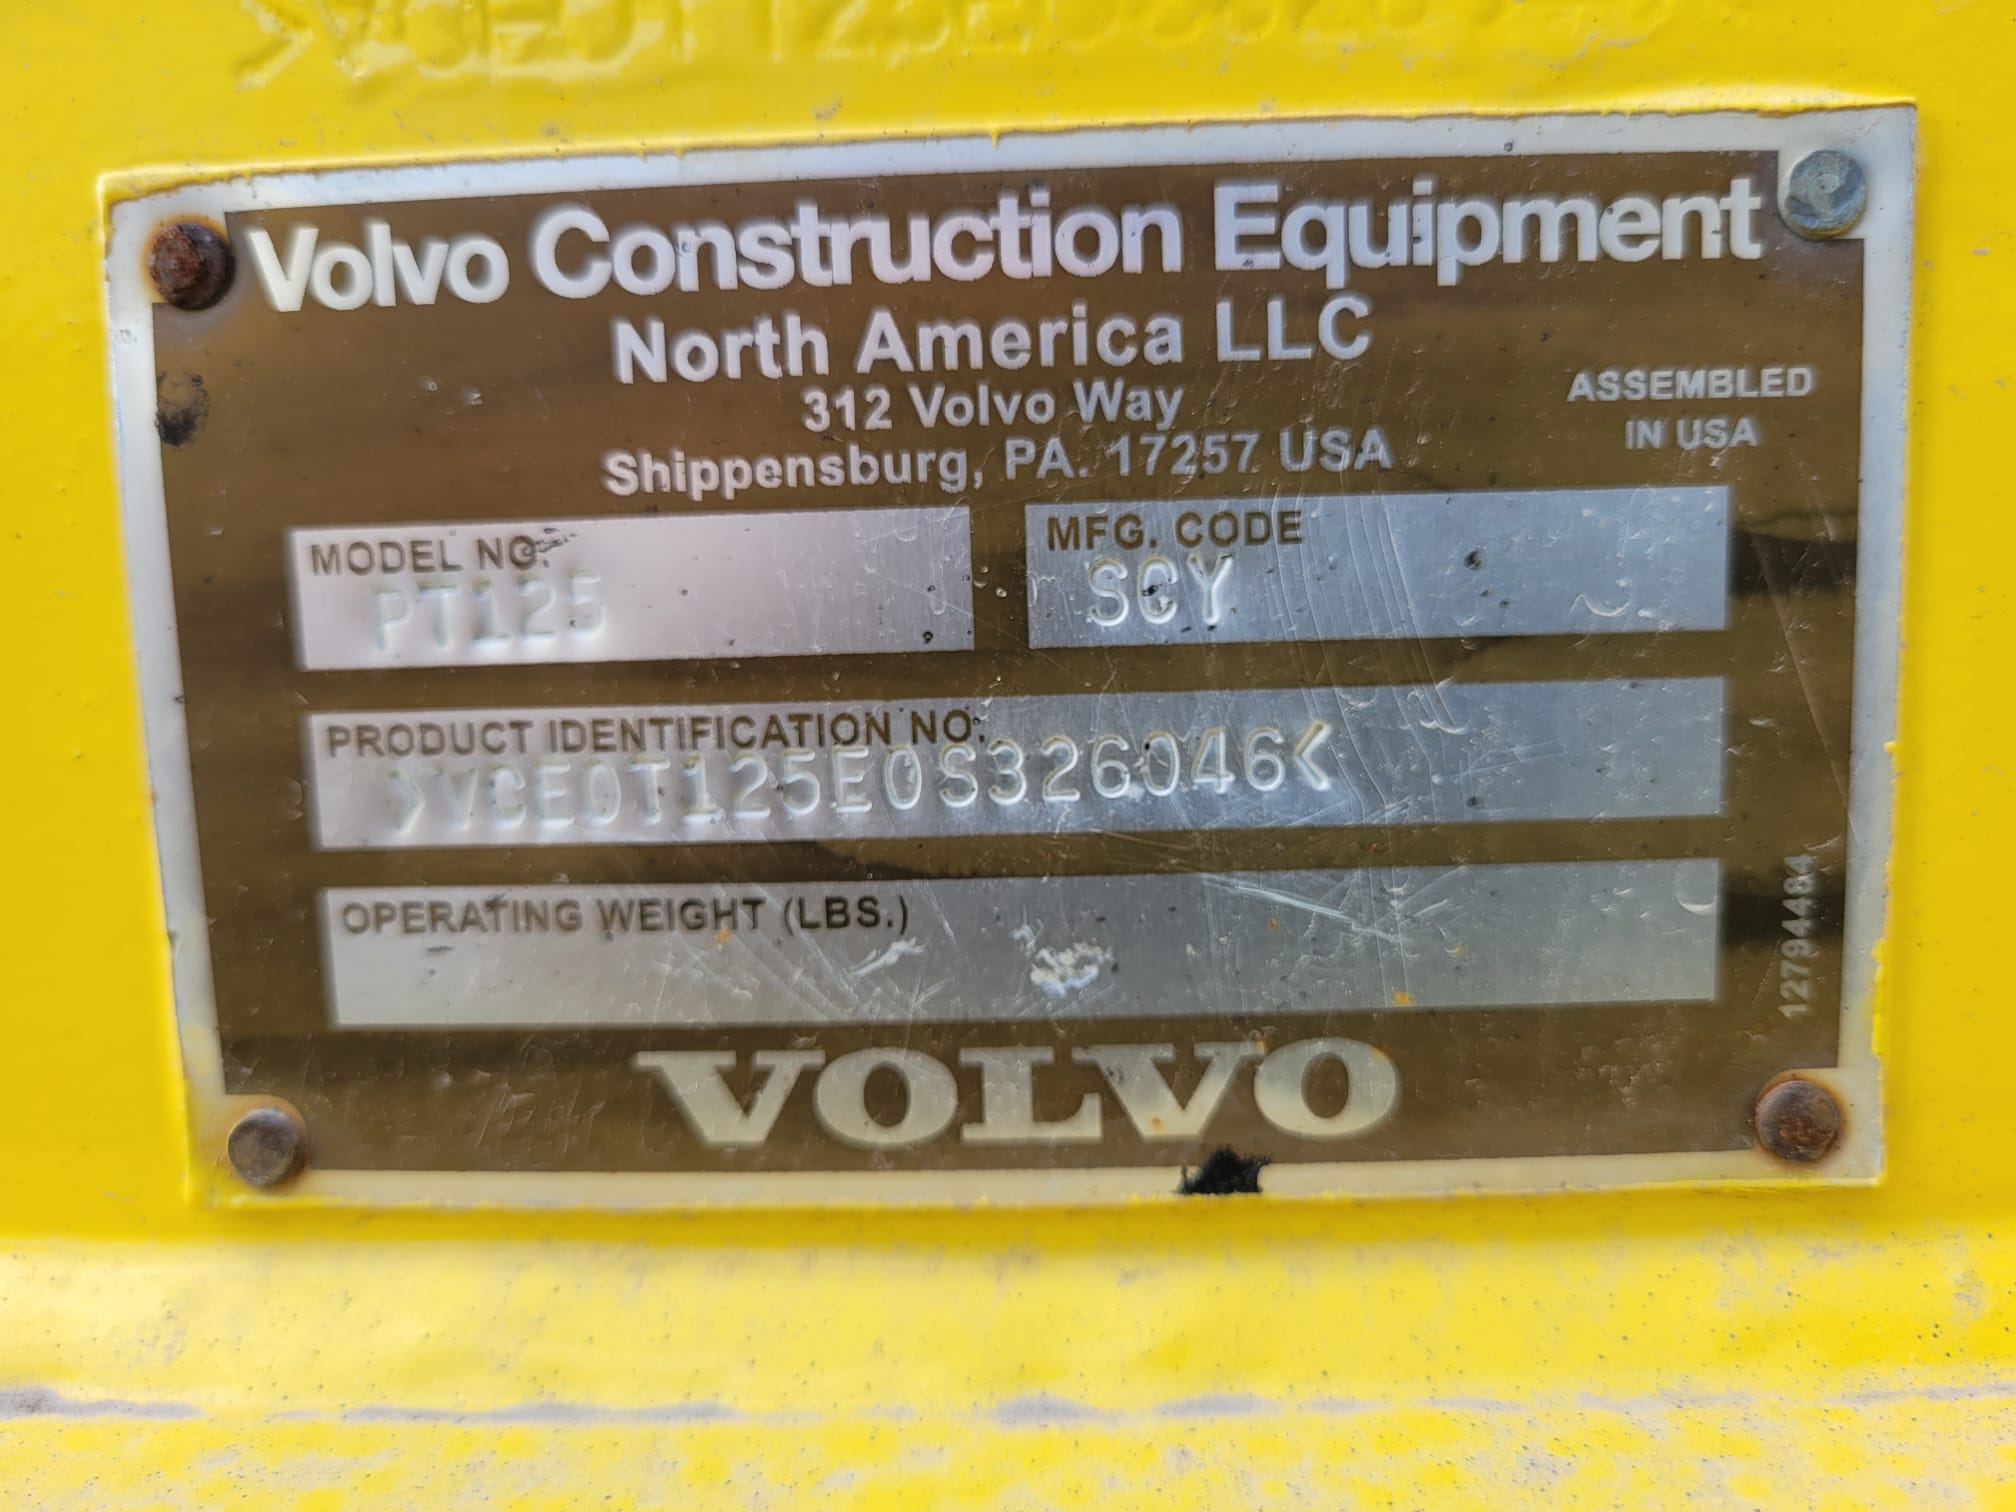 Volvo Construction Equipment
North America LLC
312 Volvo Way
Shippensburg, PA. 17257 USA
ASSEMBLED
IN USA
MODEL NO.
PT125
MFG. CODE
SCY
PRODUCT IDENTIFICATION NO.
>VCE0T125E0S326046<
OPERATING WEIGHT (LBS.)
12794484
VOLVO